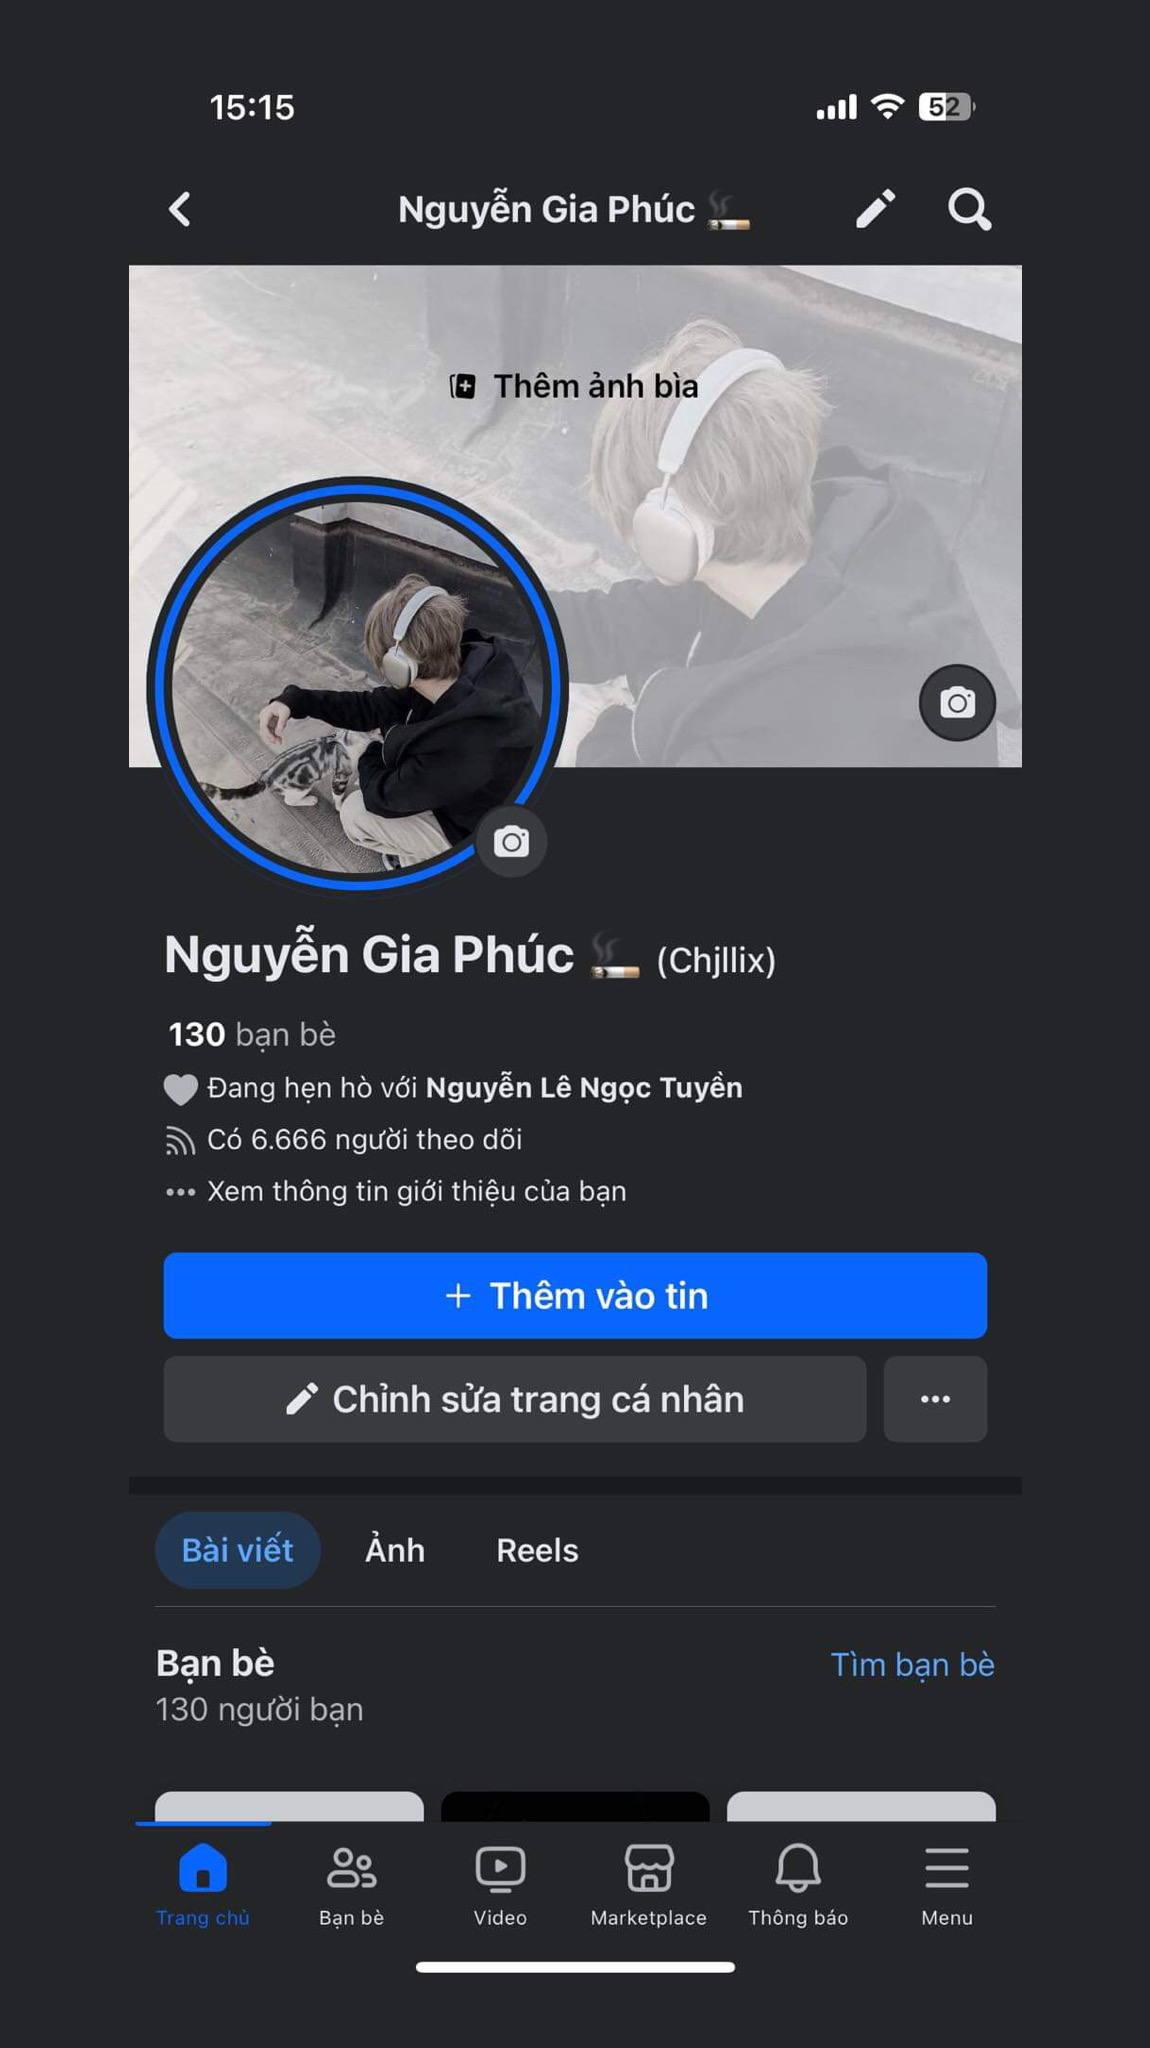 15:15
52
Nguyễn Gia Phúc 🚬
Thêm ảnh bìa
Nguyễn Gia Phúc 🚬 (Chjllix)
130 bạn bè
Đang hẹn hò với Nguyễn Lê Ngọc Tuyền
Có 6.666 người theo dõi
Xem thông tin giới thiệu của bạn
+ Thêm vào tin
Chỉnh sửa trang cá nhân
Bài viết Ảnh Reels
Bạn bè
Tìm bạn bè
130 người bạn
Trang chủ Bạn bè Video Marketplace Thông báo Menu